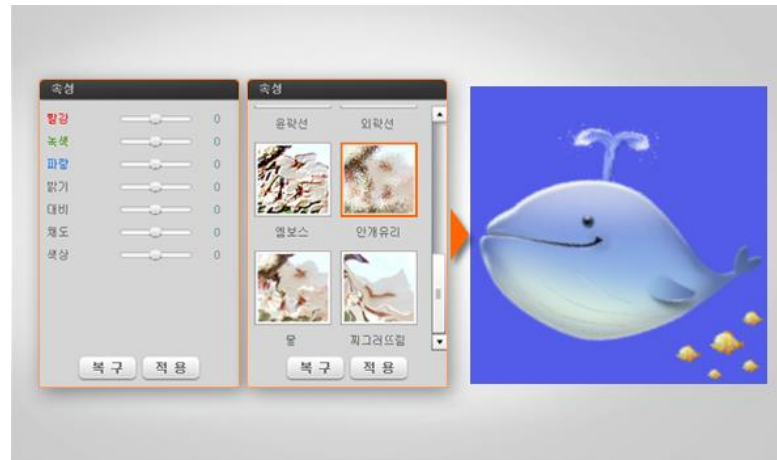 속성
빨강 0
녹색 0
파랑 0
밝기 0
대비 0
채도 0
색상 0
복구 적용
속성
윤곽선 외곽선
엠보스 안개유리
물 찌그러뜨림
복구 적용